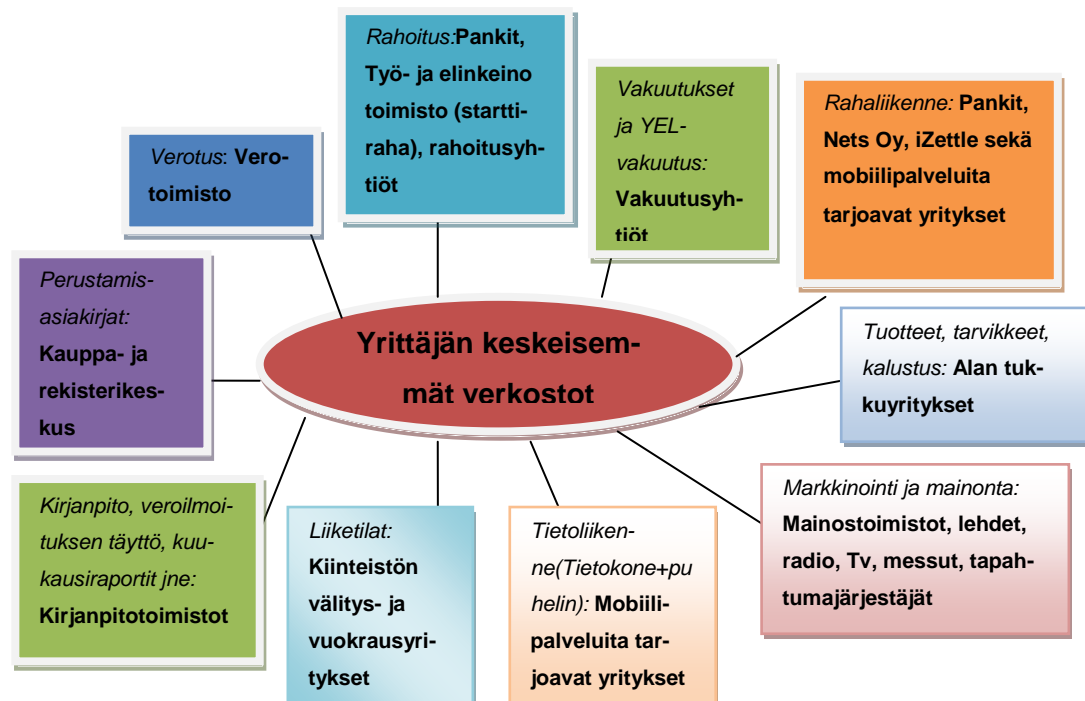 Rahoitus:Pankit,
Työ- ja elinkeino
toimisto (startti-
raha), rahoitusyh-
tiöt
Vakuutukset
ja YEL-
vakuutus:
Vakuutusyh-
tiöt
Rahaliikenne: Pankit,
Nets Oy, iZettle sekä
mobiilipalveluita
tarjoavat yritykset
Verotus: Vero-
toimisto
Perustamis-
asiakirjat:
Kauppa- ja
rekisterikes-
kus
Yrittäjän keskeisem-
mät verkostot
Tuotteet, tarvikkeet,
kalustus: Alan tuk-
kuyritykset
Kirjanpito, veroilmoi-
tuksen täyttö, kuu-
kausiraportit jne:
Kirjanpitotoimistot
Liiketilat:
Kiinteistön
välitys- ja
vuokrausyri-
tykset
Tietoliiken-
ne(Tietokone+pu
helin): Mobiili-
palveluita tar-
joavat yritykset
Markkinointi ja mainonta:
Mainostoimistot, lehdet,
radio, Tv, messut, tapah-
tumajärjestäjät